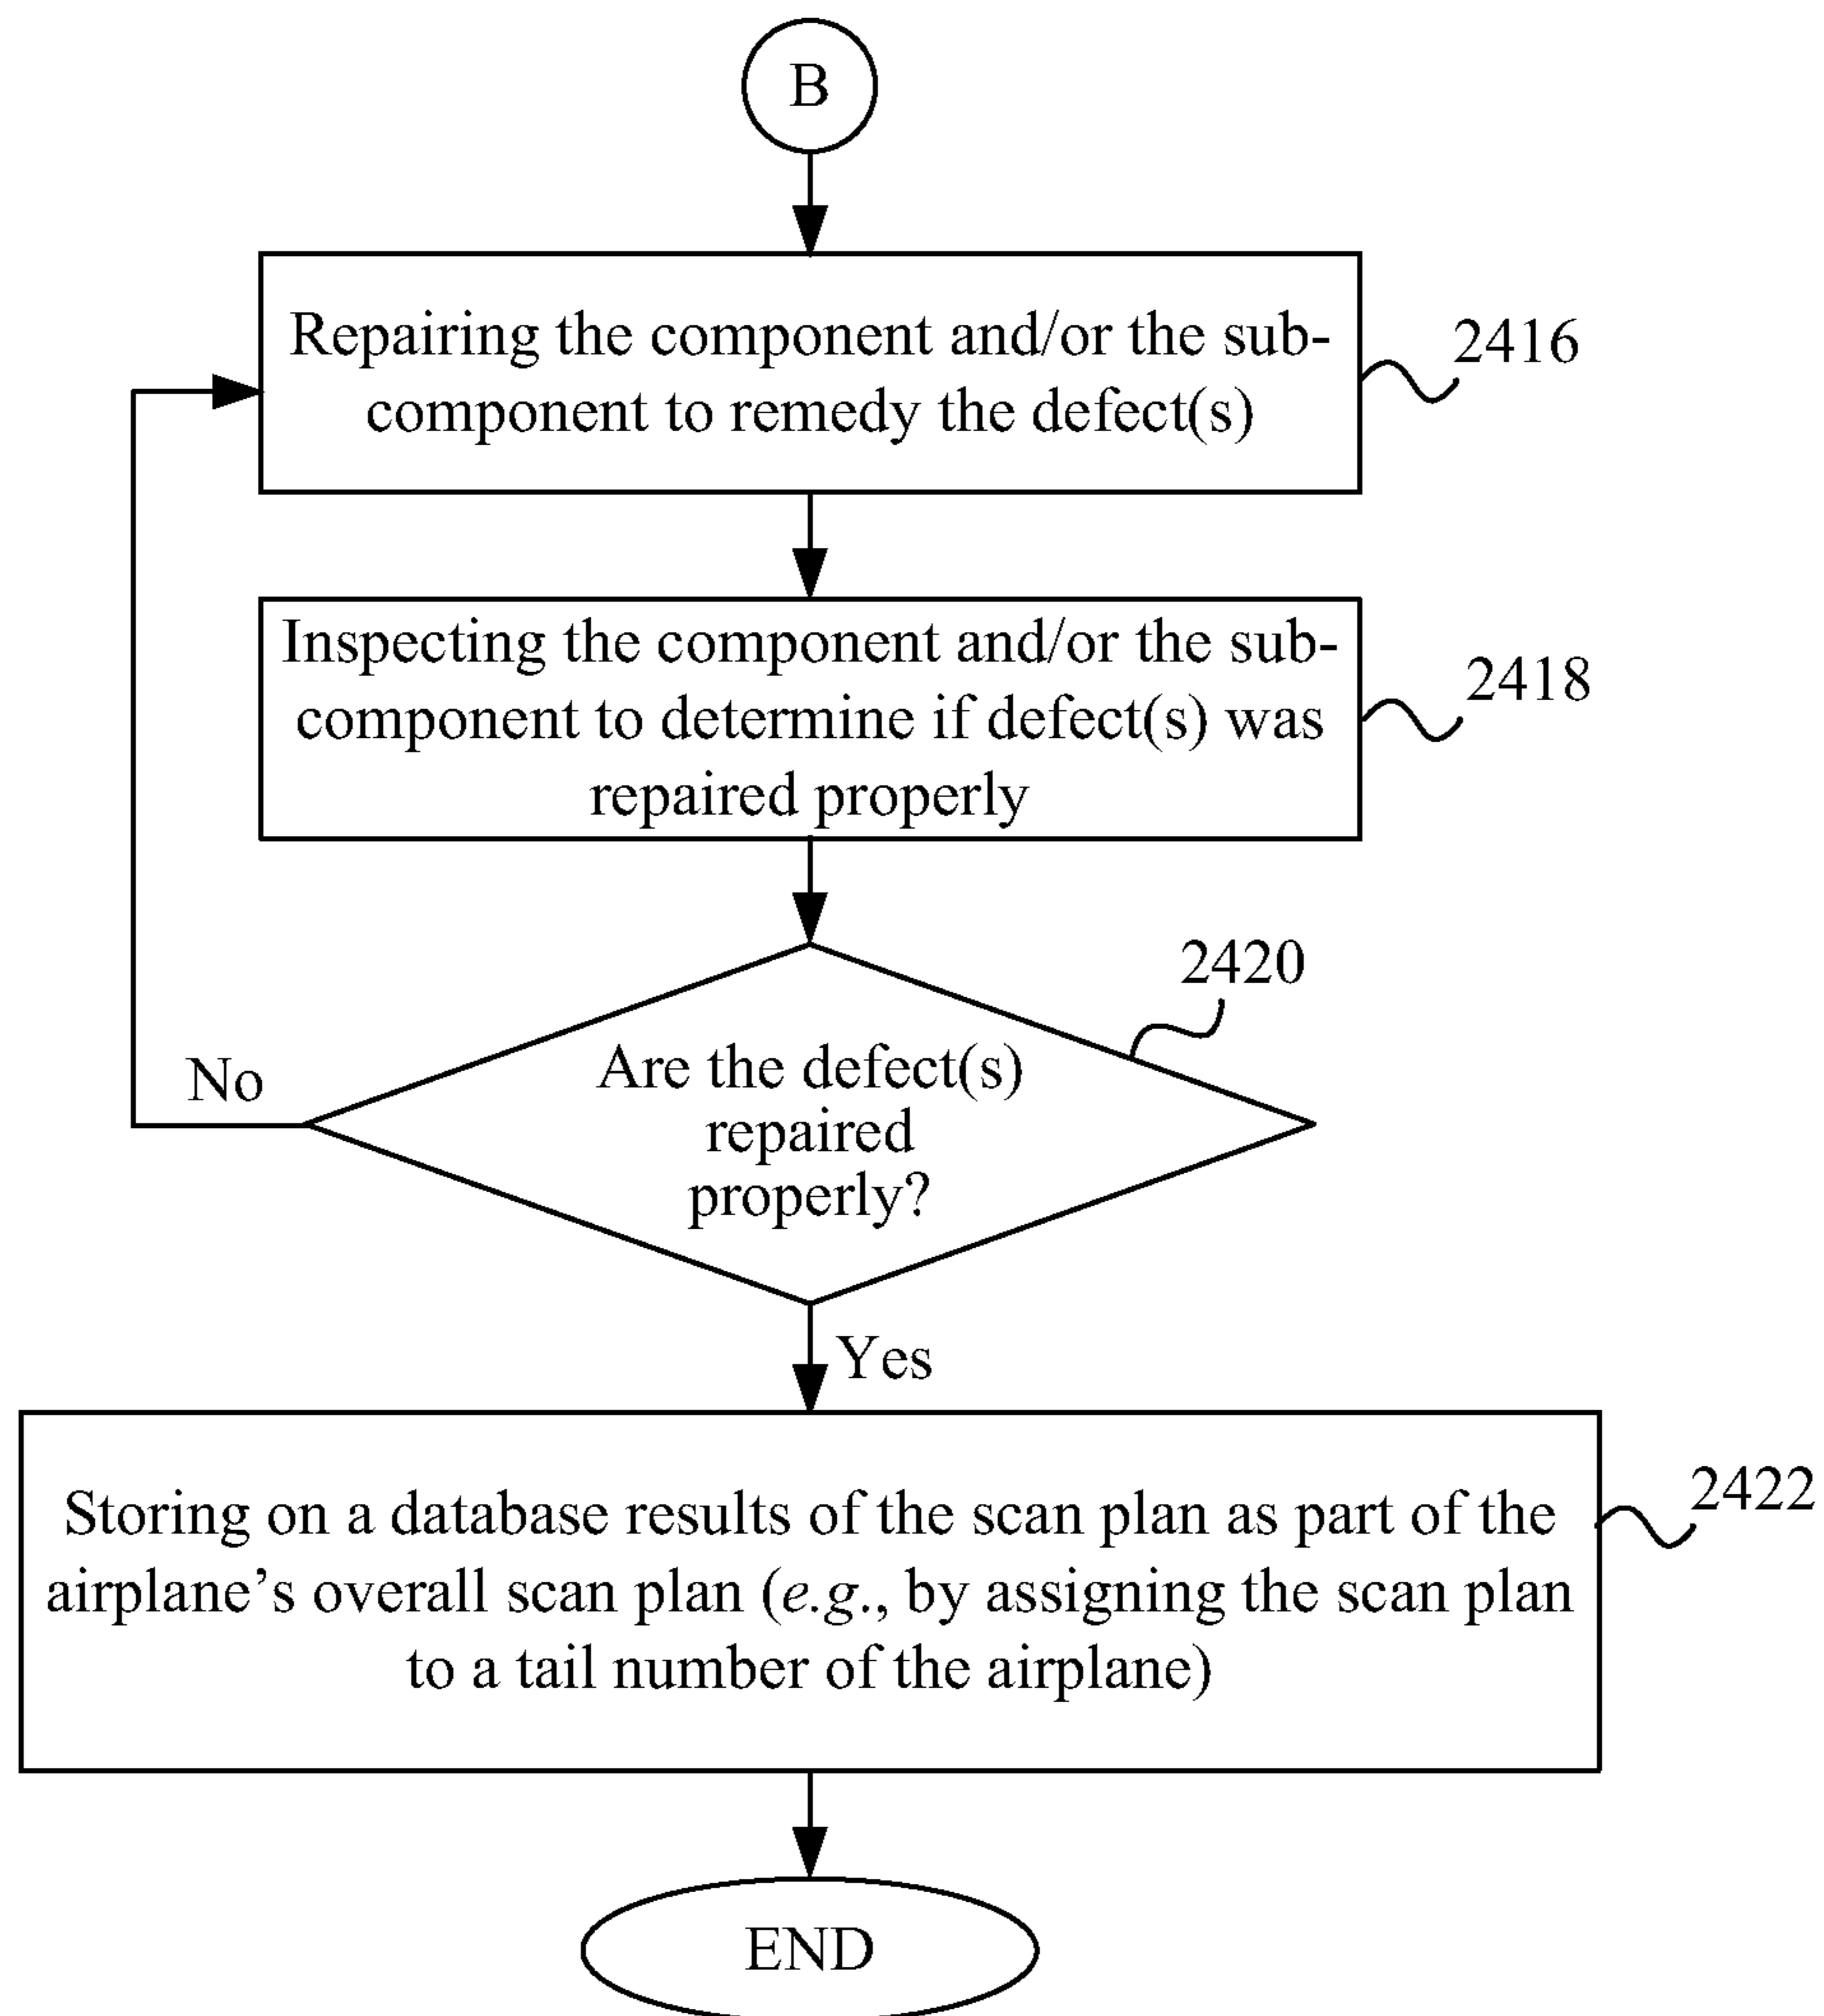 B
Repairing the component and/or the sub-
component to remedy the defect(s)
2416
Inspecting the component and/or the sub-
component to determine if defect(s) was
repaired properly
2418
2420
Are the defect(s)
repaired
properly?
No
Yes
Storing on a database results of the scan plan as part of the
airplane’s overall scan plan (e.g., by assigning the scan plan
to a tail number of the airplane)
2422
END